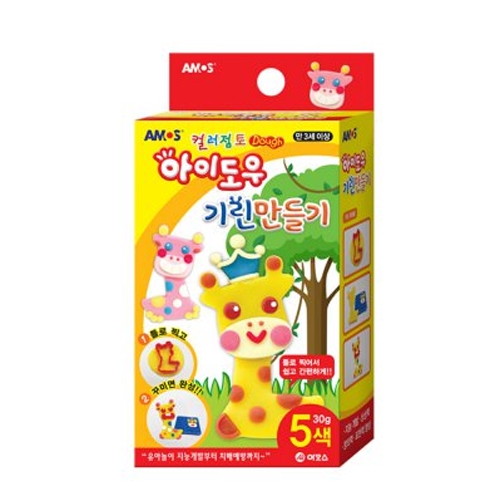 AMOS
AMOS
컬러점토 Dough
만 3세 이상
아이도우
기린만들기
1 틀로 찍고
2 꾸미면 완성!!
틀로 찍어서
쉽고 간편하게!!
30g
5색
이모스
"유아놀이 지능개발부터 치매예방까지~"
아이도우
기린만들기